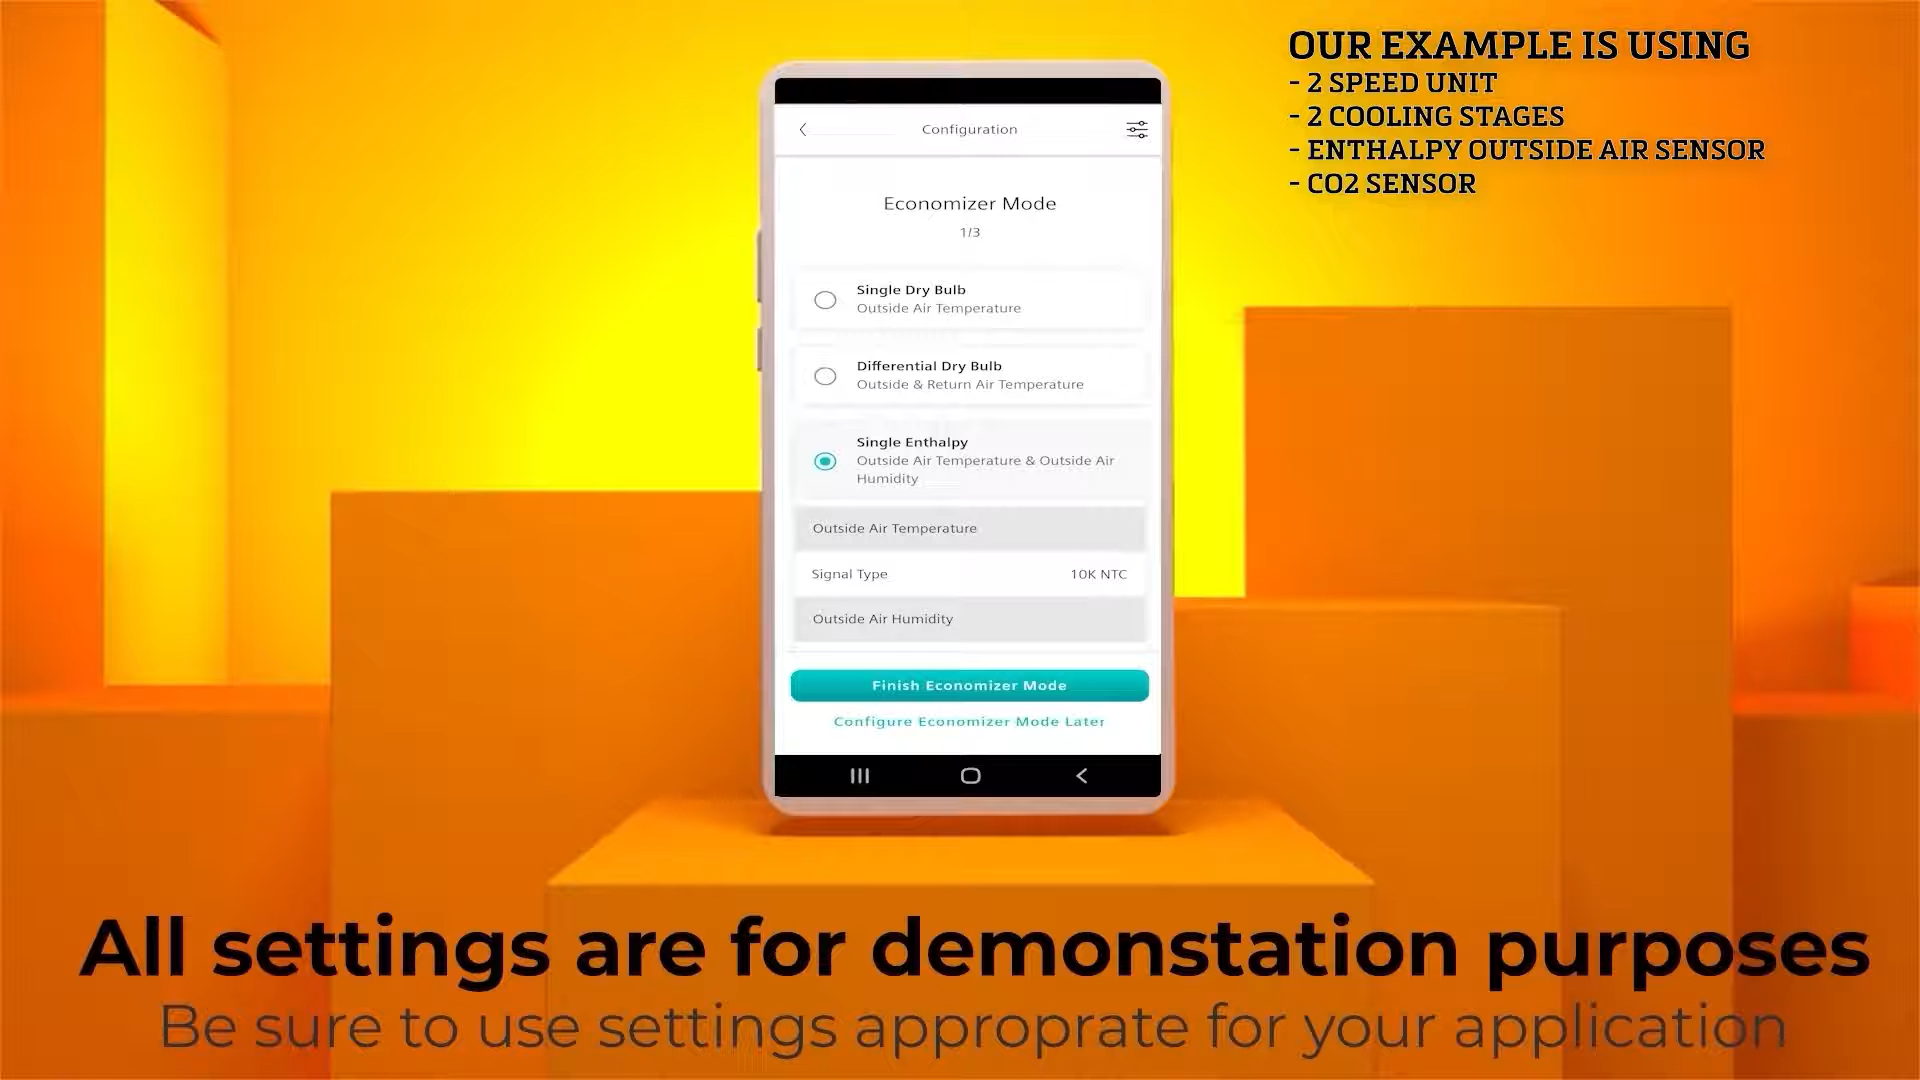 OUR EXAMPLE IS USING
- 2 SPEED UNIT
- 2 COOLING STAGES
- ENTHALPY OUTSIDE AIR SENSOR
- CO2 SENSOR
Configuration
Economizer Mode
1/3
Single Dry Bulb
Outside Air Temperature
Differential Dry Bulb
Outside & Return Air Temperature
Single Enthalpy
Outside Air Temperature & Outside Air
Humidity
Outside Air Temperature
Signal Type 10K NTC
Outside Air Humidity
Finish Economizer Mode
Configure Economizer Mode Later
All settings are for demonstation purposes
Be sure to use settings approprate for your application